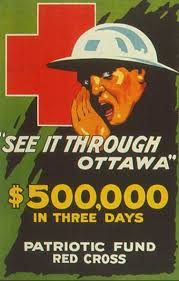 "SEE IT THROUGH
OTTAWA"
$500,000
IN THREE DAYS
PATRIOTIC FUND
RED CROSS